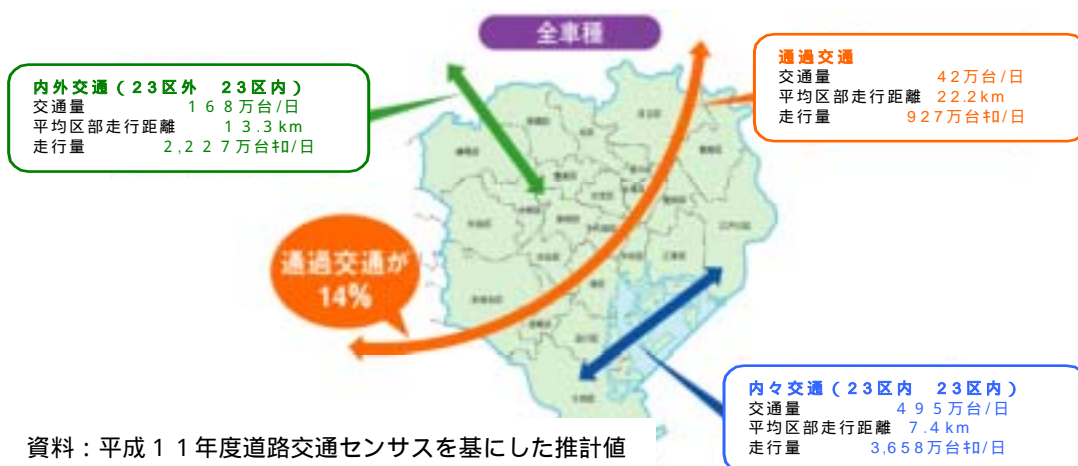 全車種
内外交通（23区外　23区内）
交通量　168万台/日
平均区部走行距離　13.3km
走行量　2,227万台ｷﾛ/日
通過交通
交通量　42万台/日
平均区部走行距離　22.2km
走行量　927万台ｷﾛ/日
通過交通が
14%
内々交通（23区内　23区内）
交通量　495万台/日
平均区部走行距離　7.4km
走行量　3,658万台ｷﾛ/日
資料：平成11年度道路交通センサスを基にした推計値